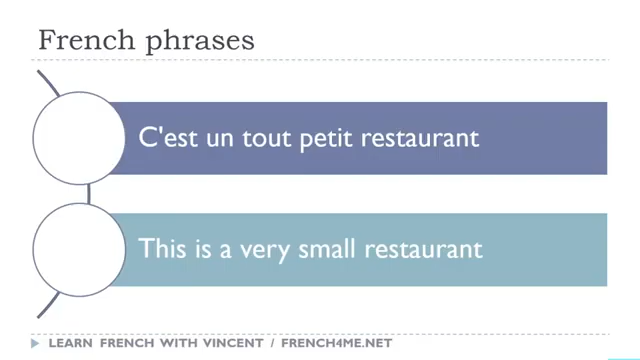 French phrases
C'est un tout petit restaurant
This is a very small restaurant
LEARN FRENCH WITH VINCENT / FRENCH4ME.NET